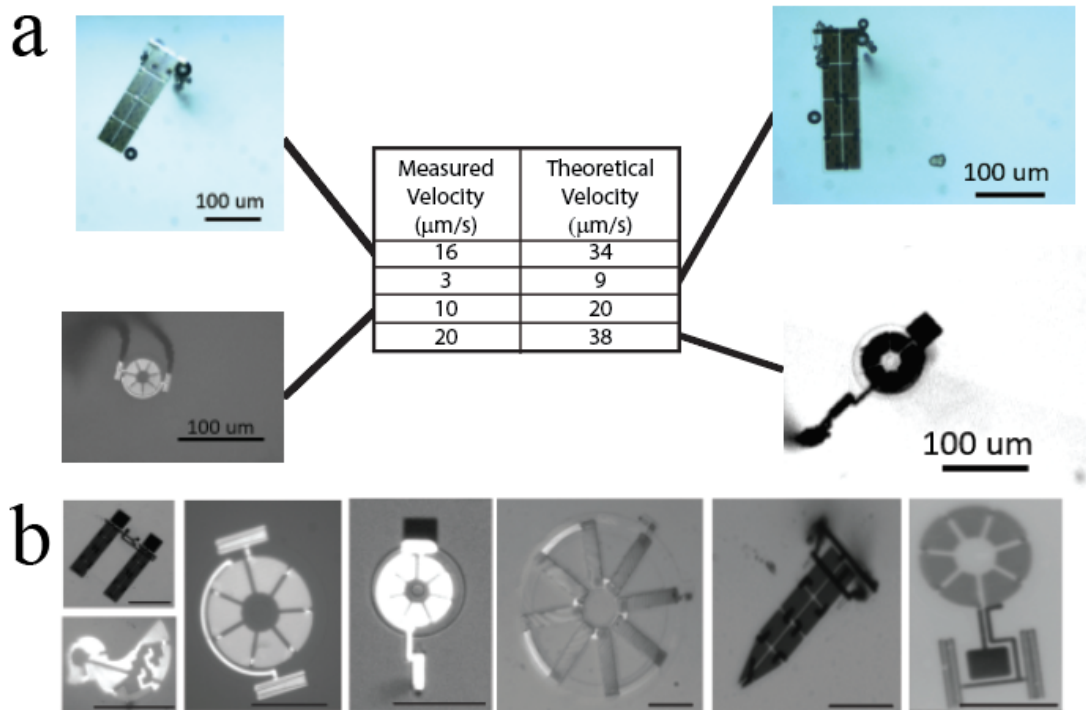 a
100 um
100 um
Measured Velocity (μm/s)
Theoretical Velocity (μm/s)
16 34
3 9
10 20
20 38
100 um
100 um
b